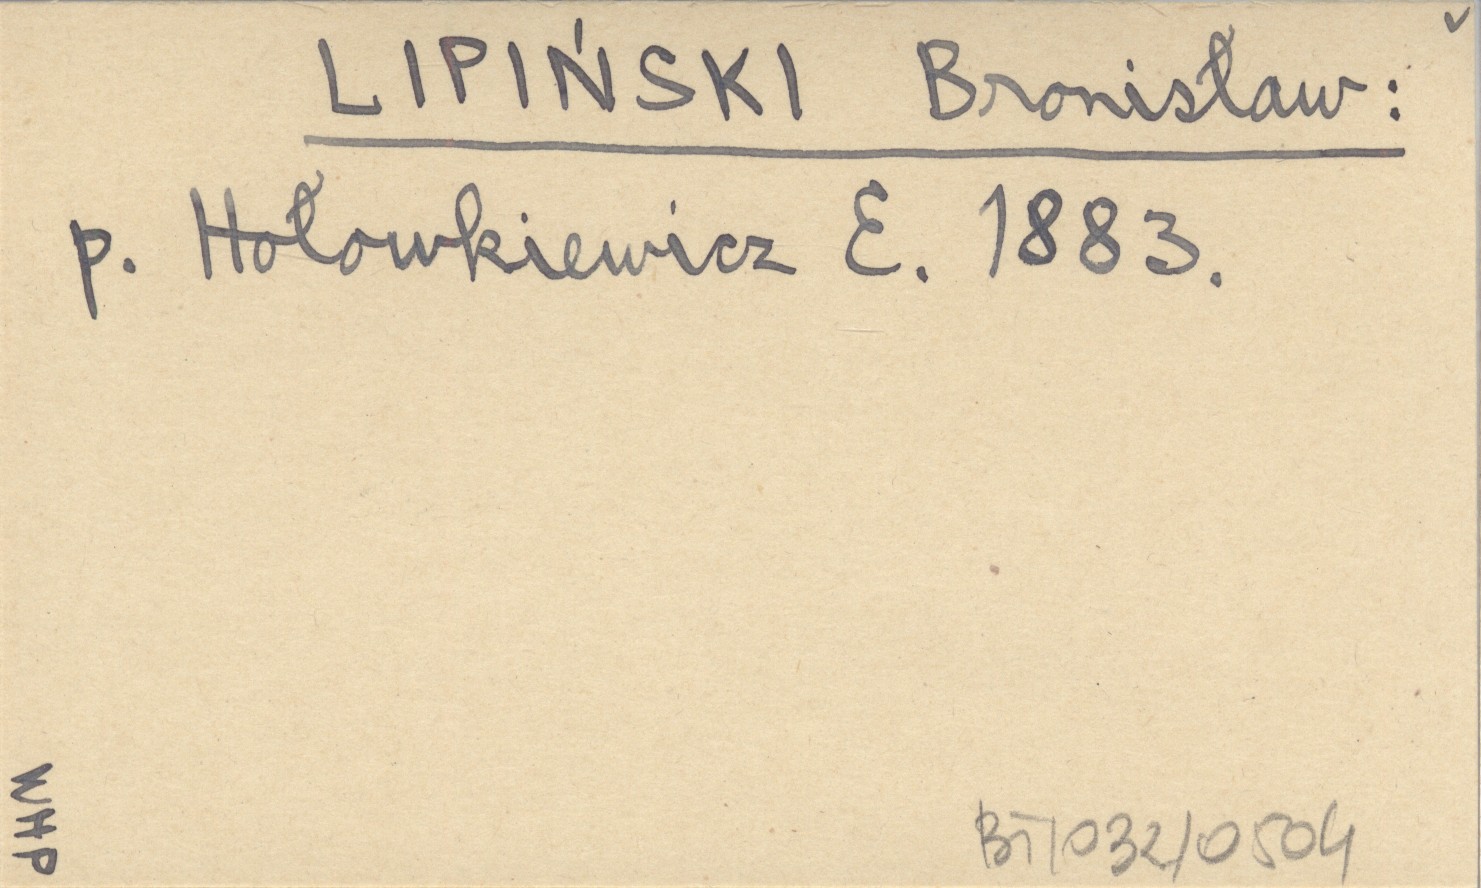 LIPIŃSKI Bronisław:
p. Hołowkiewicz E. 1883.
WHP
BT/032/0504